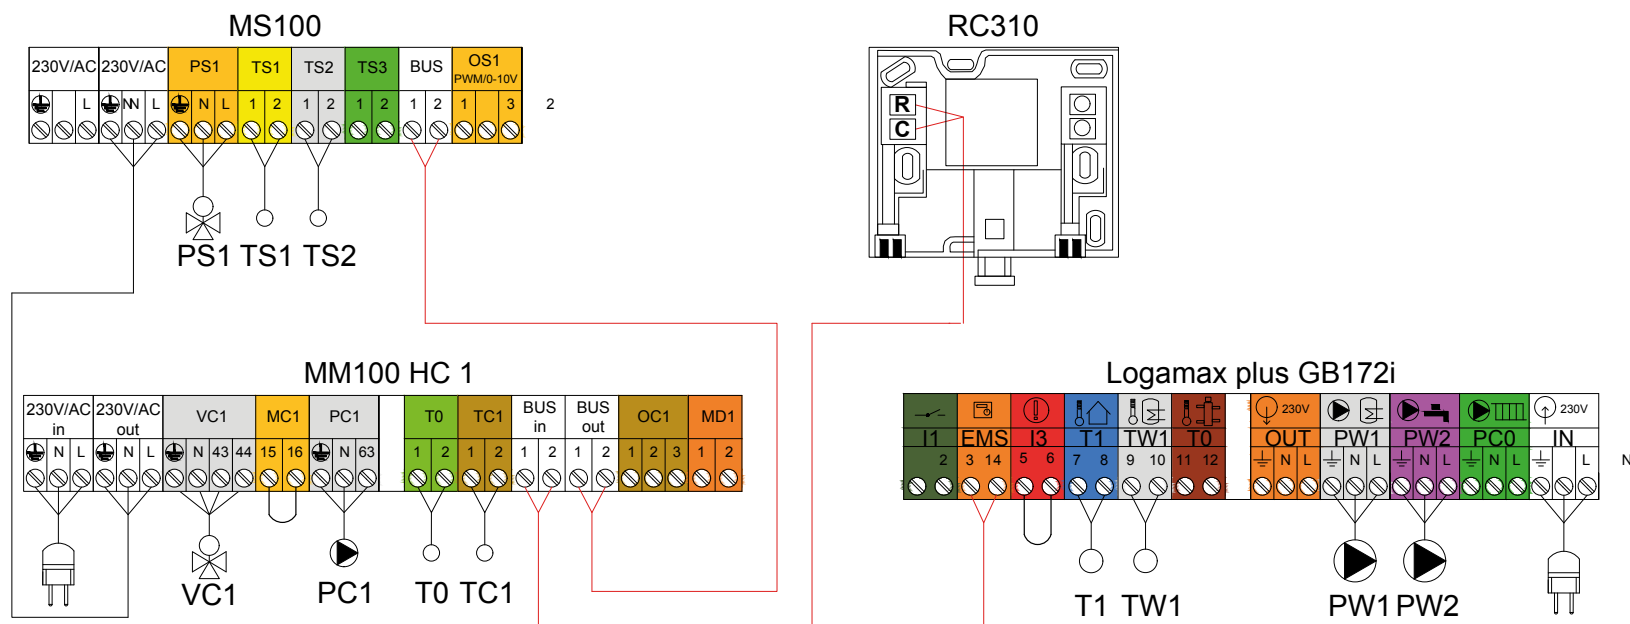 MS100
RC310
230V/AC 230V/AC PS1 TS1 TS2 TS3 BUS OS1
PWM/0-10V
L NN L N L 1 2 1 2 1 2 1 2 1 3 2
R
C
PS1 TS1 TS2
MM100 HC 1
Logamax plus GB172i
230V/AC in 230V/AC out VC1 MC1 PC1 T0 TC1 BUS in BUS out OC1 MD1
N L N L N 43 44 15 16 N 63 1 2 1 2 1 2 1 2 1 2 3 1 2
230V 230V
I1 EMS I3 T1 TW1 T0 OUT PW1 PW2 PC0 IN
2 3 14 5 6 7 8 9 10 11 12 N L N L N L N L L N
VC1 PC1 T0 TC1
T1 TW1 PW1 PW2